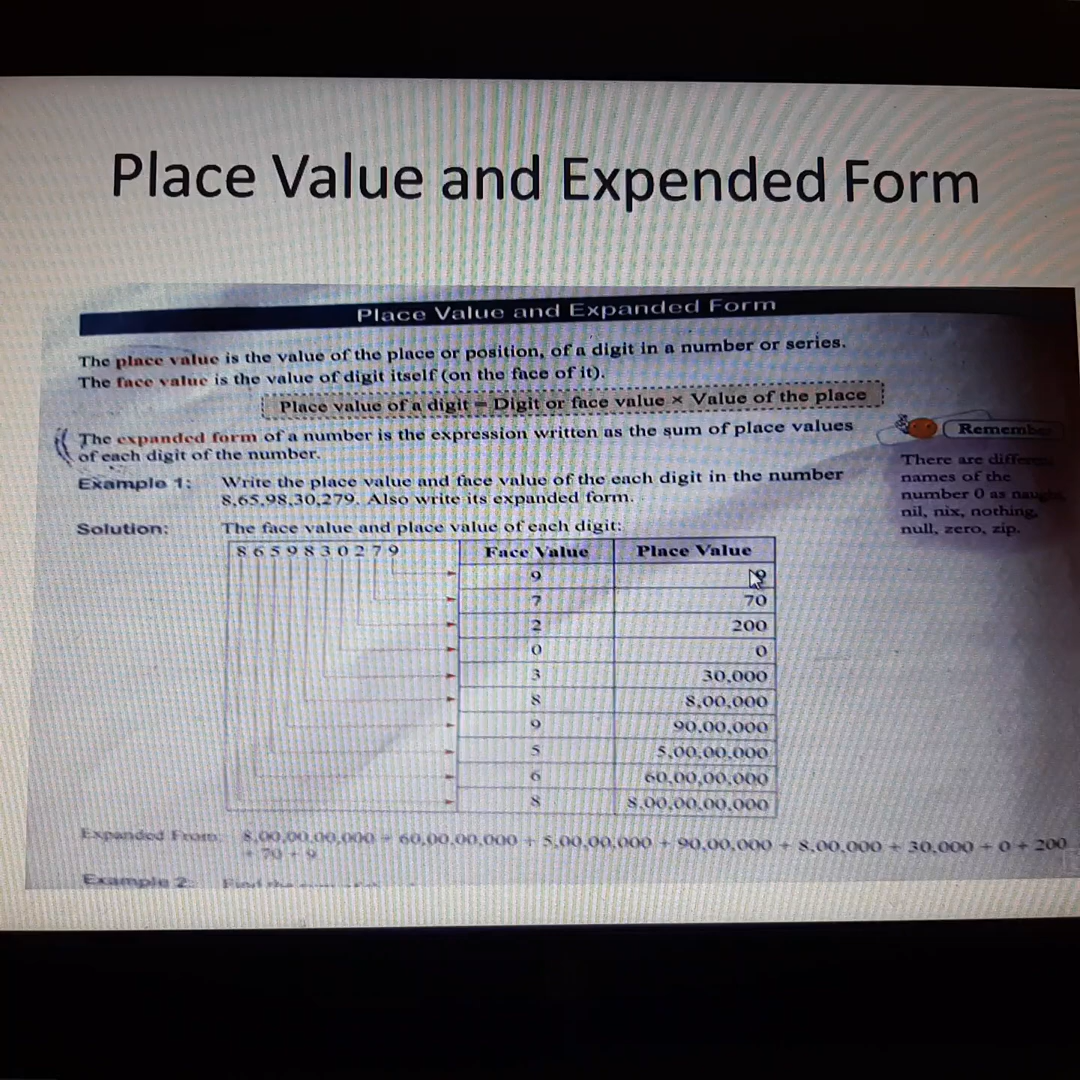 Place Value and Expended Form
Place Value and Expanded Form
The place value is the value of the place or position, of a digit in a number or series.
The face value is the value of digit itself (on the face of it).
Place value of a digit = Digit or face value × Value of the place
The expanded form of a number is the expression written as the sum of place values
of each digit of the number.
Remembe
There are differe
names of the
number 0 as naught,
nil, nix, nothing,
null, zero, zip.
Example 1: Write the place value and face value of the each digit in the number
8,65,98,30,279. Also write its expanded form.
Solution: The face value and place value of each digit:
8 6 5 9 8 3 0 2 7 9 Face Value Place Value
9 9
7 70
2 200
0 0
3 30,000
8 8,00,000
9 90,00,000
5 5,00,00,000
6 60,00,00,000
8 8,00,00,00,000
Expanded From: 8,00,00,00,000 + 60,00,00,000 + 5,00,00,000 + 90,00,000 + 8,00,000 + 30,000 + 0 + 200
+ 70 + 9
Example 2: Find the